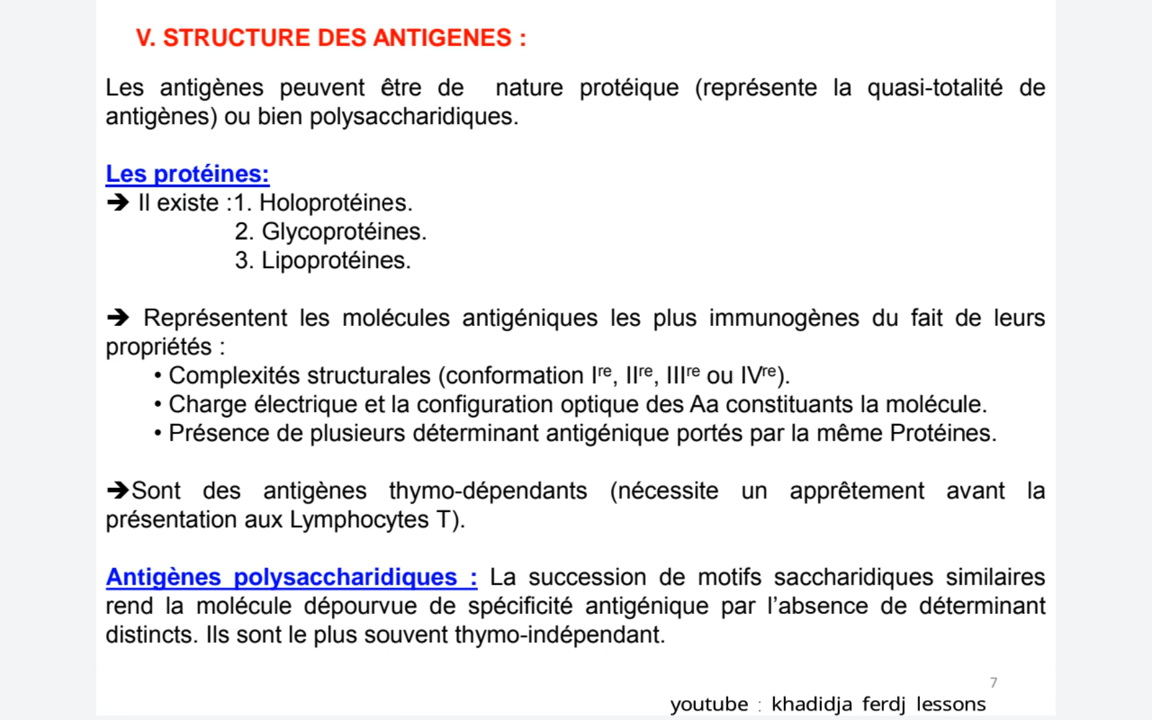 V. STRUCTURE DES ANTIGENES :
Les antigènes peuvent être de nature protéique (représente la quasi-totalité de
antigènes) ou bien polysaccharidiques.
Les protéines:
➔ Il existe :1. Holoprotéines.
2. Glycoprotéines.
3. Lipoprotéines.
➔ Représentent les molécules antigéniques les plus immunogènes du fait de leurs
propriétés :
• Complexités structurales (conformation Iʳᵉ, IIʳᵉ, IIIʳᵉ ou IVʳᵉ).
• Charge électrique et la configuration optique des Aa constituants la molécule.
• Présence de plusieurs déterminant antigénique portés par la même Protéines.
➔Sont des antigènes thymo-dépendants (nécessite un apprêtement avant la
présentation aux Lymphocytes T).
Antigènes polysaccharidiques : La succession de motifs saccharidiques similaires
rend la molécule dépourvue de spécificité antigénique par l’absence de déterminant
distincts. Ils sont le plus souvent thymo-indépendant.
7
youtube : khadidja ferdj lessons